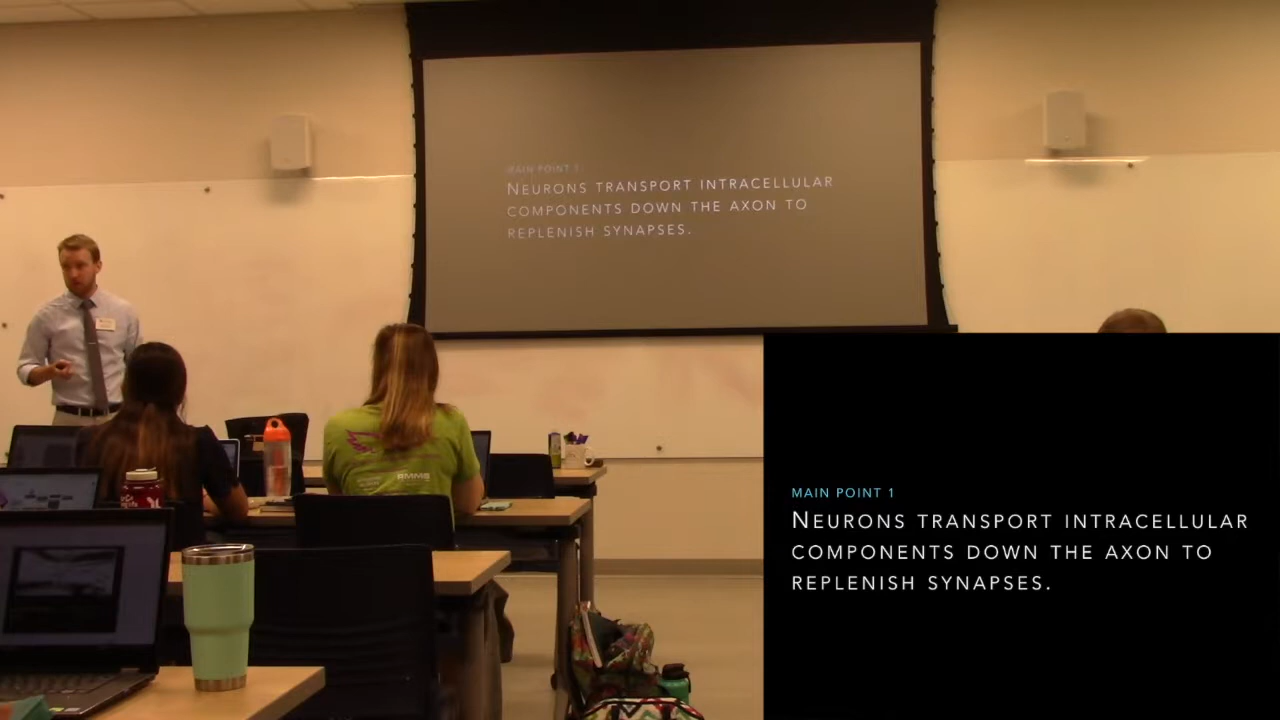 MAIN POINT 1
NEURONS TRANSPORT INTRACELLULAR
COMPONENTS DOWN THE AXON TO
REPLENISH SYNAPSES.
MAIN POINT 1
NEURONS TRANSPORT INTRACELLULAR
COMPONENTS DOWN THE AXON TO
REPLENISH SYNAPSES.